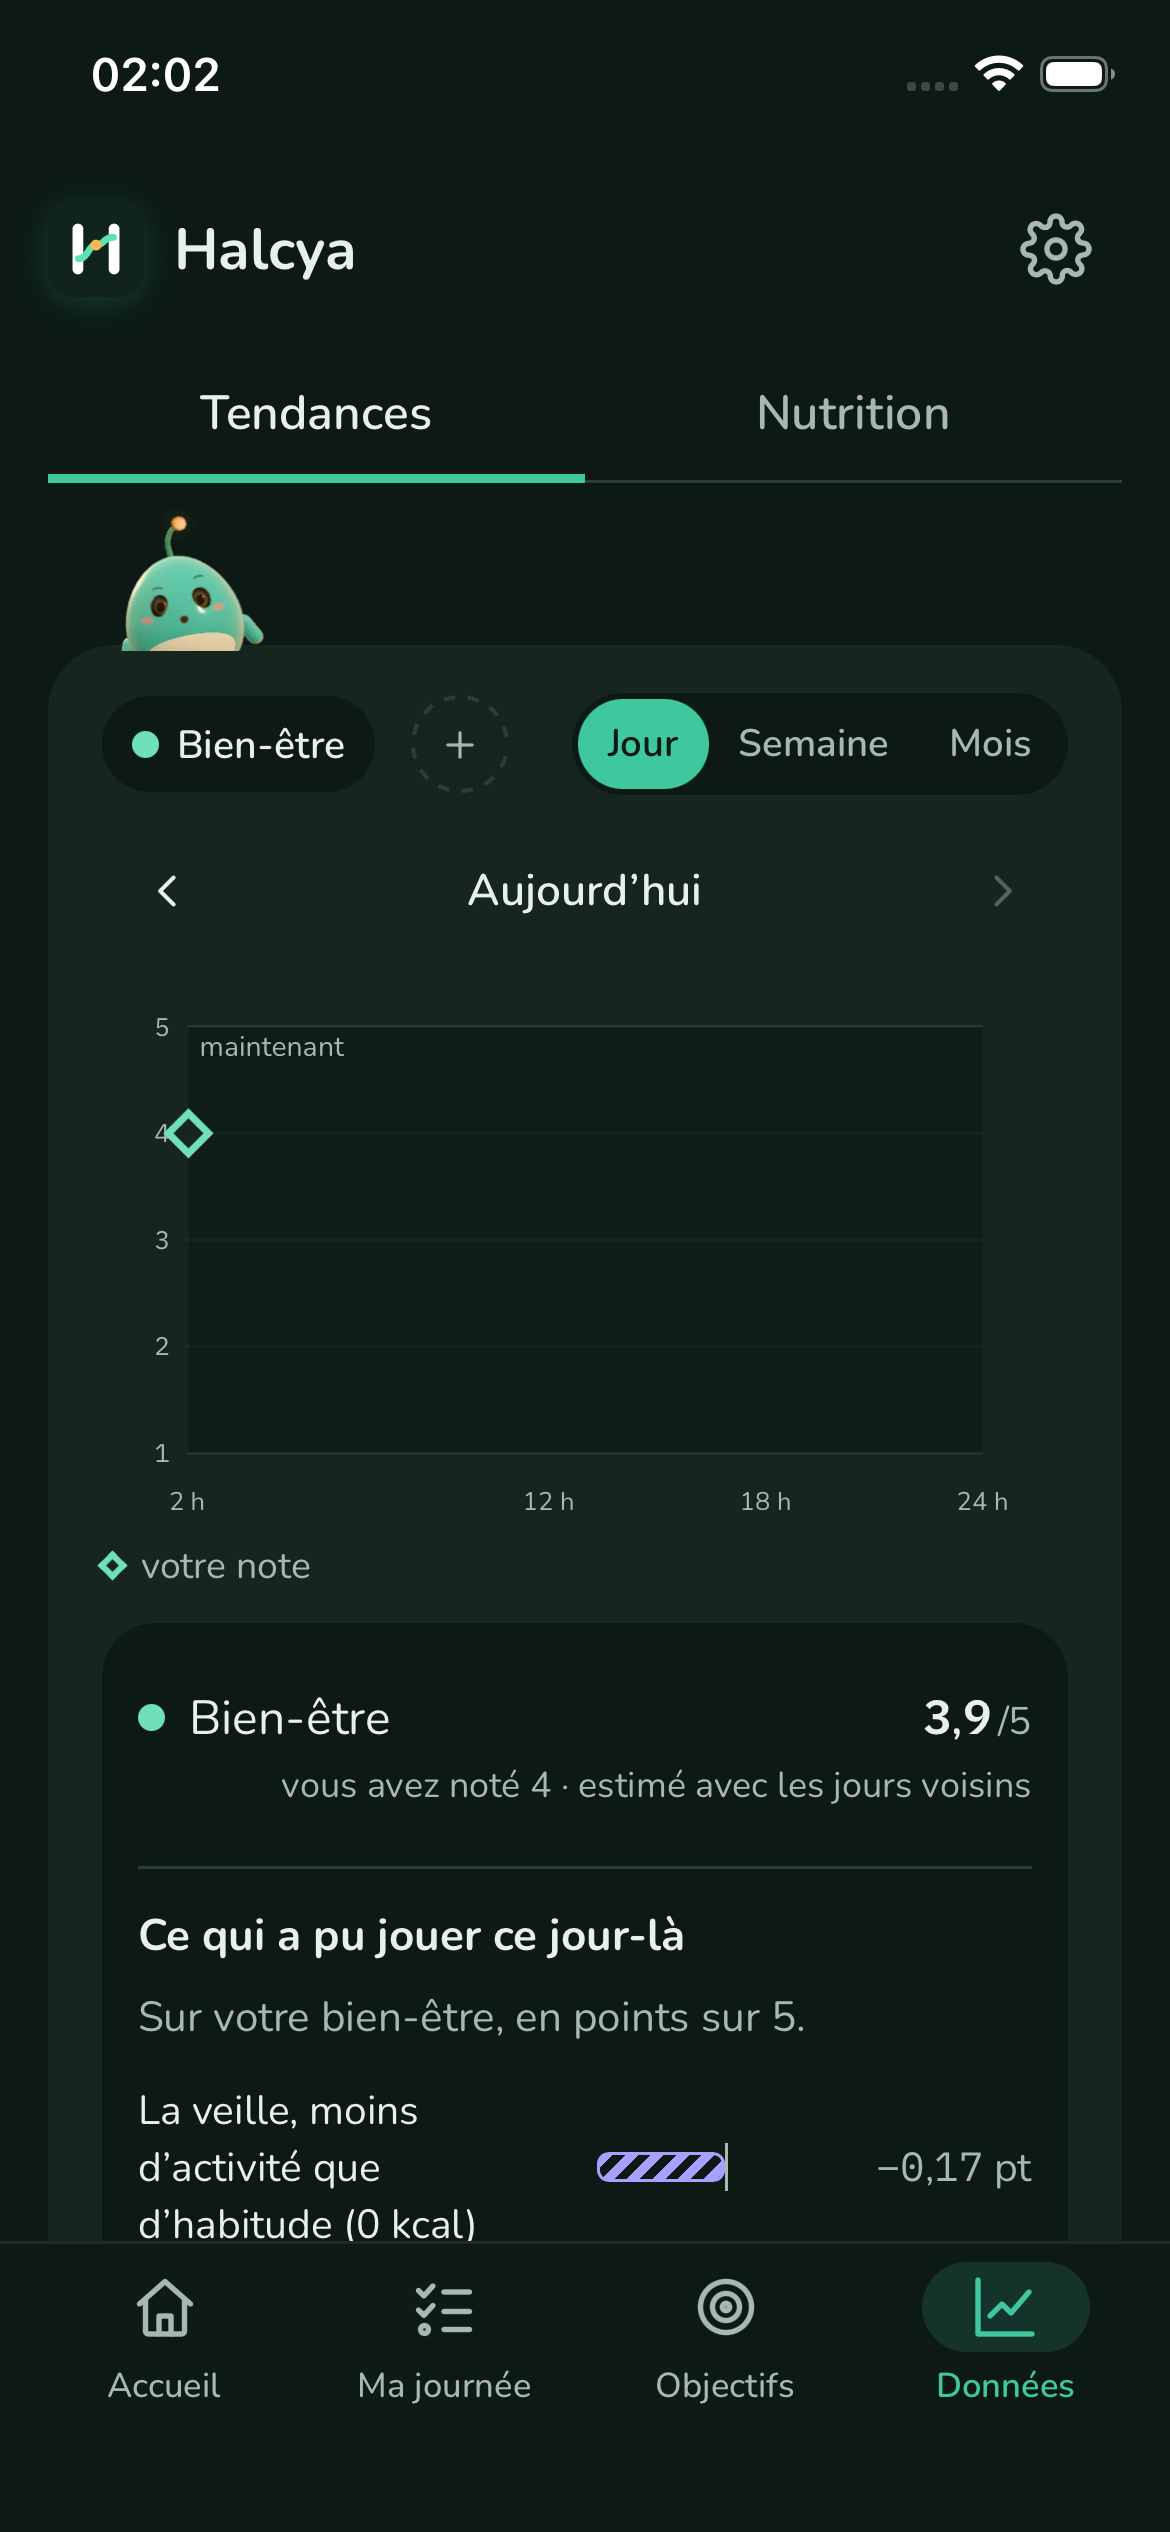 02:02
Halcya
Tendances
Nutrition
Bien-être
+
Jour
Semaine
Mois
Aujourd’hui
5
maintenant
4
3
2
1
2 h
12 h
18 h
24 h
votre note
Bien-être
3,9 /5
vous avez noté 4 · estimé avec les jours voisins
Ce qui a pu jouer ce jour-là
Sur votre bien-être, en points sur 5.
La veille, moins
d’activité que
d’habitude (0 kcal)
−0,17 pt
Accueil
Ma journée
Objectifs
Données